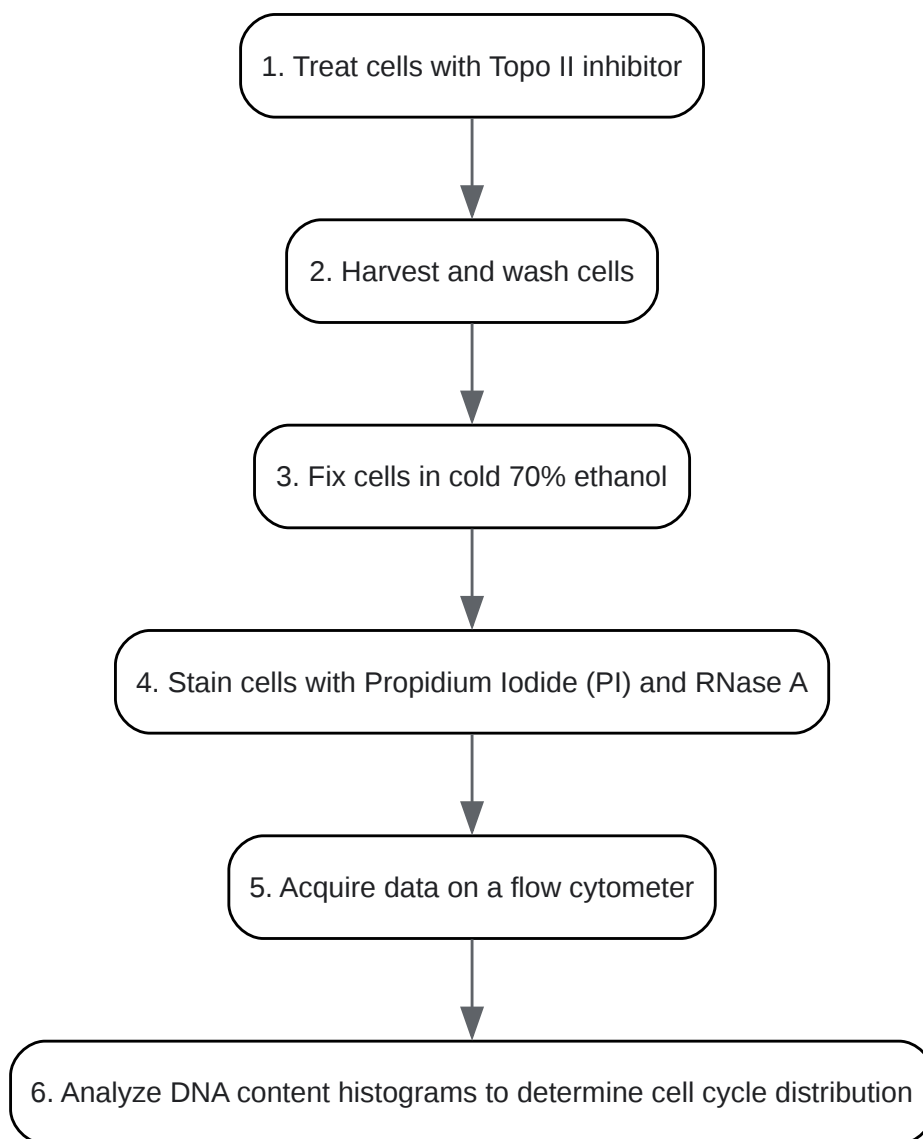 1. Treat cells with Topo II inhibitor
2. Harvest and wash cells
3. Fix cells in cold 70% ethanol
4. Stain cells with Propidium Iodide (PI) and RNase A
5. Acquire data on a flow cytometer
6. Analyze DNA content histograms to determine cell cycle distribution